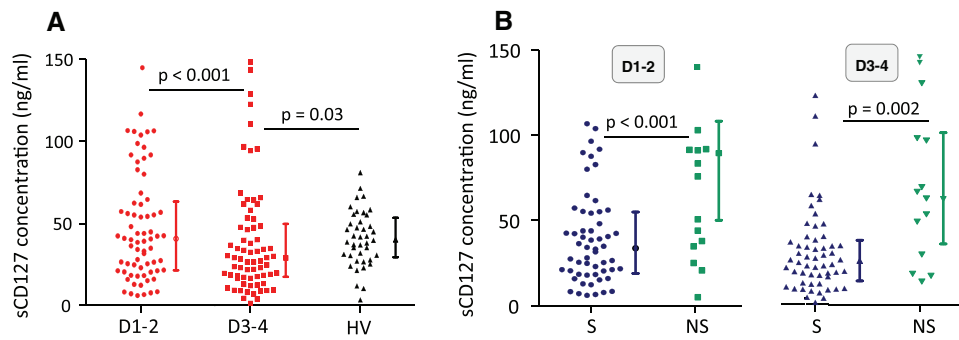 A
sCD127 concentration (ng/ml)
150
100
50
0
p < 0.001
p = 0.03
D1-2
D3-4
HV
B
sCD127 concentration (ng/ml)
150
100
50
0
D1-2
p < 0.001
S
NS
D3-4
p = 0.002
S
NS